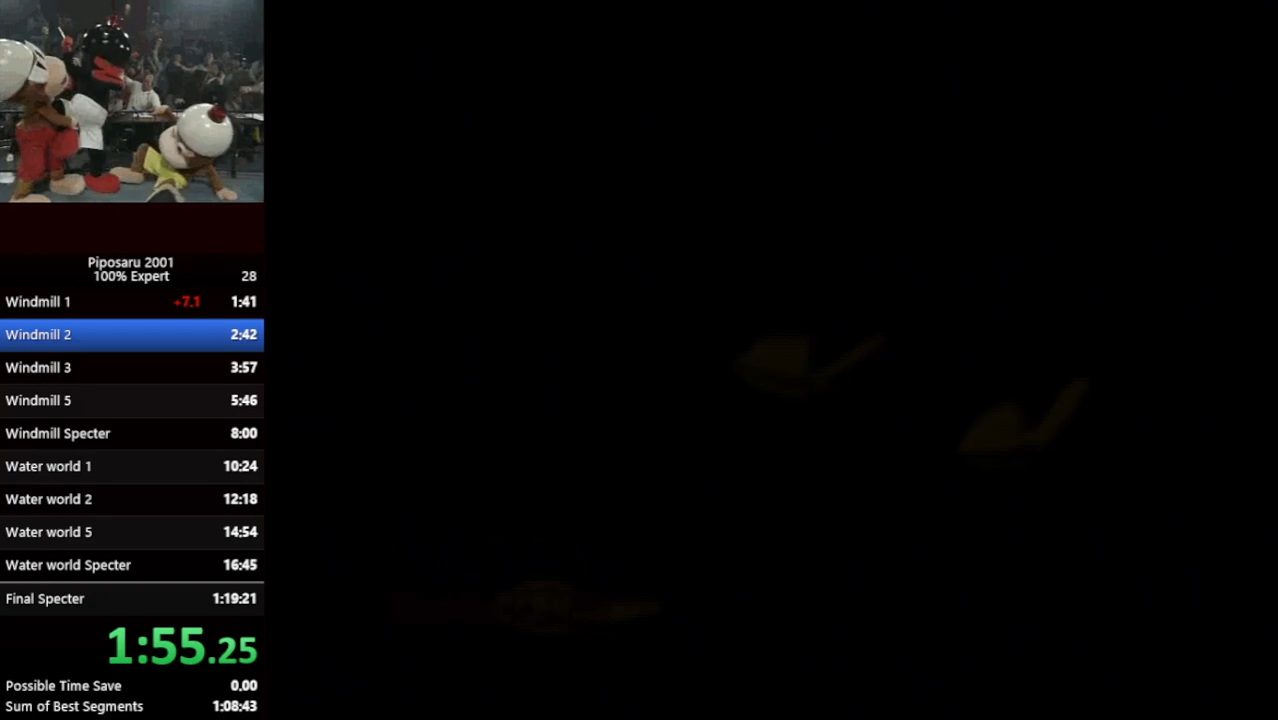 Piposaru 2001
100% Expert 28
Windmill 1 +7.1 1:41
Windmill 2 2:42
Windmill 3 3:57
Windmill 5 5:46
Windmill Specter 8:00
Water world 1 10:24
Water world 2 12:18
Water world 5 14:54
Water world Specter 16:45
Final Specter 1:19:21
1:55.25
Possible Time Save 0.00
Sum of Best Segments 1:08:43